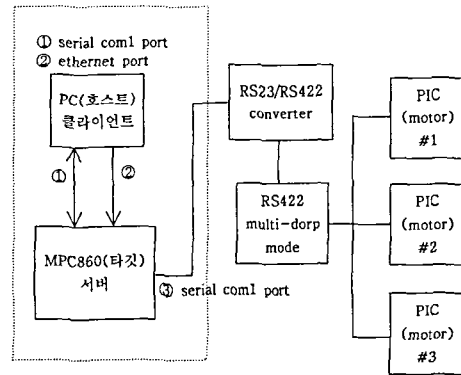 ① serial com1 port
② ethernet port
PC(호스트)
클라이언트
①
②
MPC860(타깃)
서버
③ serial com1 port
RS23/RS422
converter
RS422
multi-dorp
mode
PIC
(motor)
#1
PIC
(motor)
#2
PIC
(motor)
#3